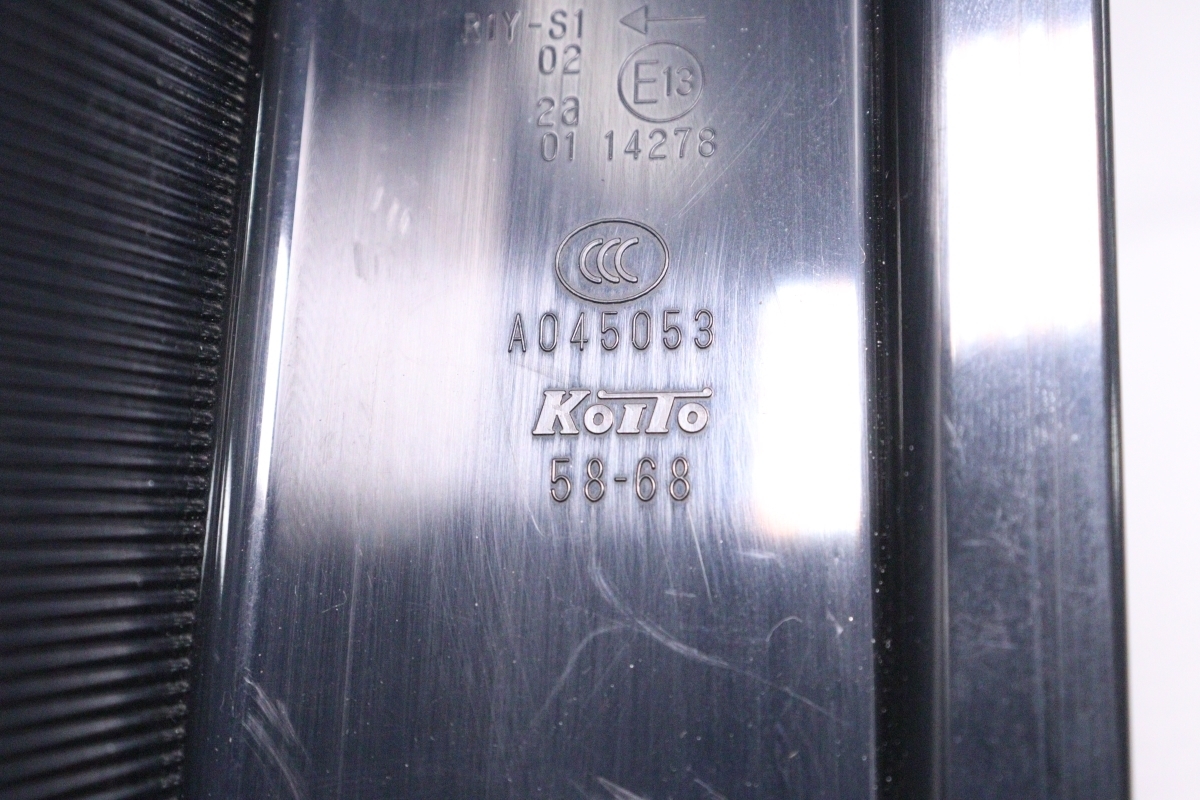 R1Y-S1 ←
02
E13
2a
01 14278
CCC
A045053
KOITO
58-68